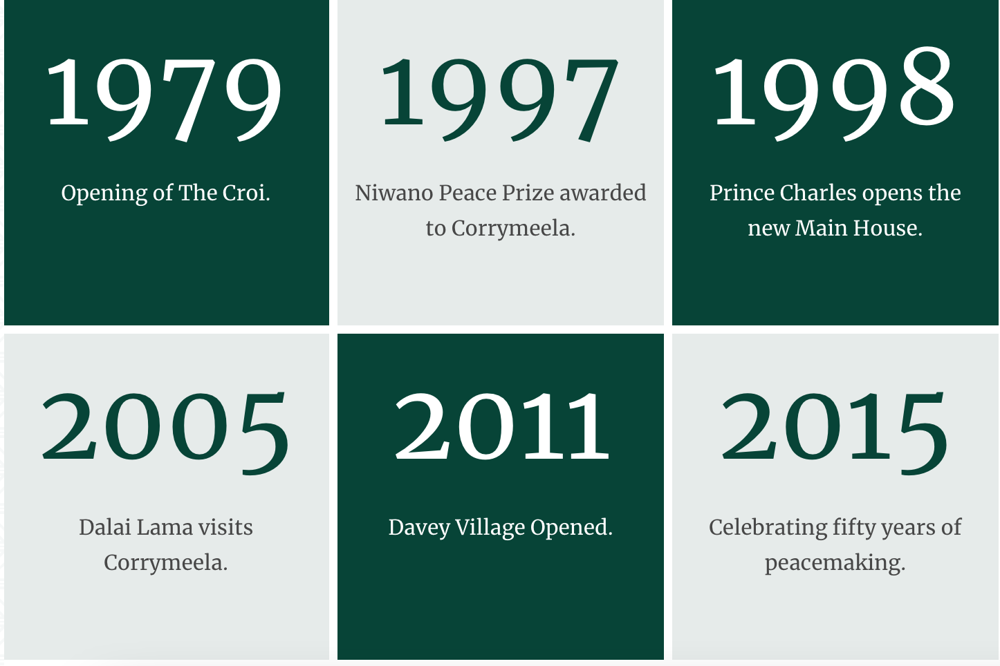 1979
Opening of The Croi.
1997
Niwano Peace Prize awarded
to Corrymeela.
1998
Prince Charles opens the
new Main House.
2005
Dalai Lama visits
Corrymeela.
2011
Davey Village Opened.
2015
Celebrating fifty years of
peacemaking.